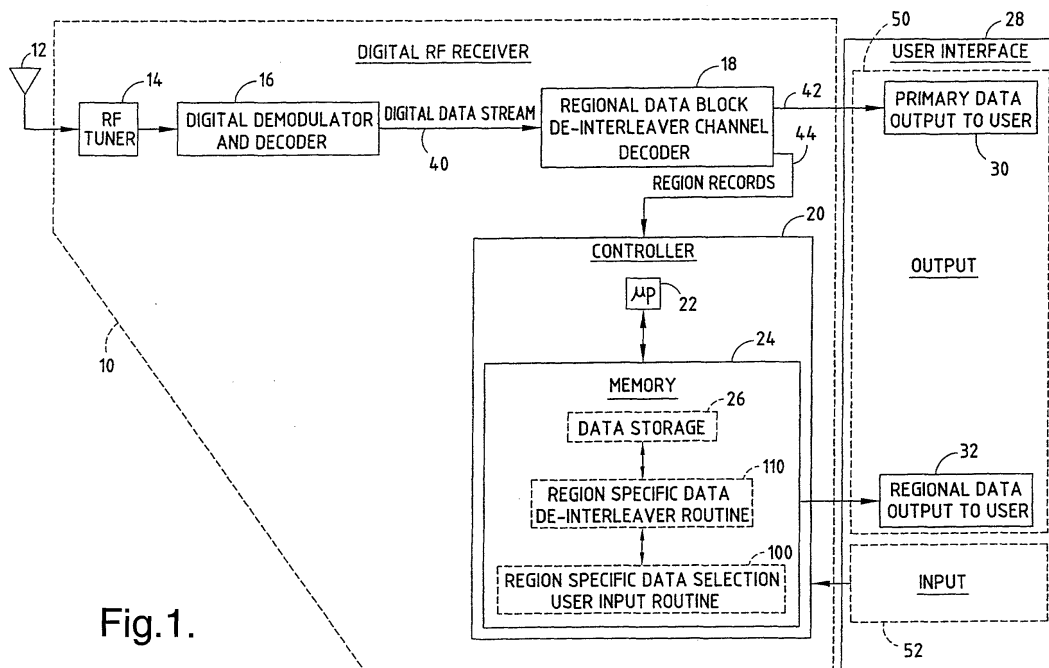 50
28
USER INTERFACE
DIGITAL RF RECEIVER
12
14
16
18
RF
TUNER
DIGITAL DEMODULATOR
AND DECODER
DIGITAL DATA STREAM
40
REGIONAL DATA BLOCK
DE-INTERLEAVER CHANNEL
DECODER
42
44
PRIMARY DATA
OUTPUT TO USER
30
REGION RECORDS
20
CONTROLLER
OUTPUT
μp
22
10
24
MEMORY
26
DATA STORAGE
110
REGION SPECIFIC DATA
DE-INTERLEAVER ROUTINE
32
REGIONAL DATA
OUTPUT TO USER
100
REGION SPECIFIC DATA SELECTION
USER INPUT ROUTINE
INPUT
52
Fig.1.